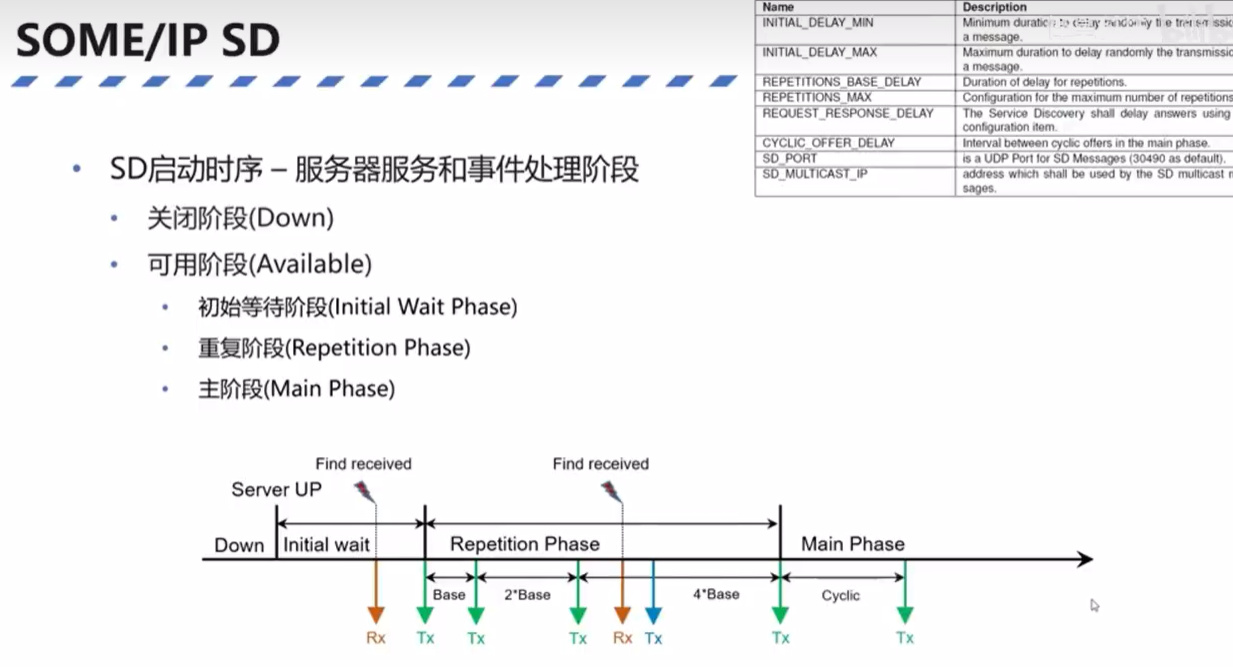 SOME/IP SD
Name Description
INITIAL_DELAY_MIN Minimum duration to delay randomly the
a message.
INITIAL_DELAY_MAX Maximum duration to delay randomly the
a message.
REPETITIONS_BASE_DELAY Duration of delay for repetitions.
REPETITIONS_MAX Configuration for the maximum number of repetitions
REQUEST_RESPONSE_DELAY The Service Discovery shall delay answers using
configuration item.
CYCLIC_OFFER_DELAY Interval between cyclic offers in the main phase.
SD_PORT is a UDP Port for SD Messages (30490 as default).
SD_MULTICAST_IP address which shall be used by the SD multicast
sages.
• SD启动时序 – 服务器服务和事件处理阶段
• 关闭阶段(Down)
• 可用阶段(Available)
• 初始等待阶段(Initial Wait Phase)
• 重复阶段(Repetition Phase)
• 主阶段(Main Phase)
Find received Find received
Server UP
Down Initial wait Repetition Phase Main Phase
Base 2*Base 4*Base Cyclic
Rx Tx Tx Tx Rx Tx Tx Tx